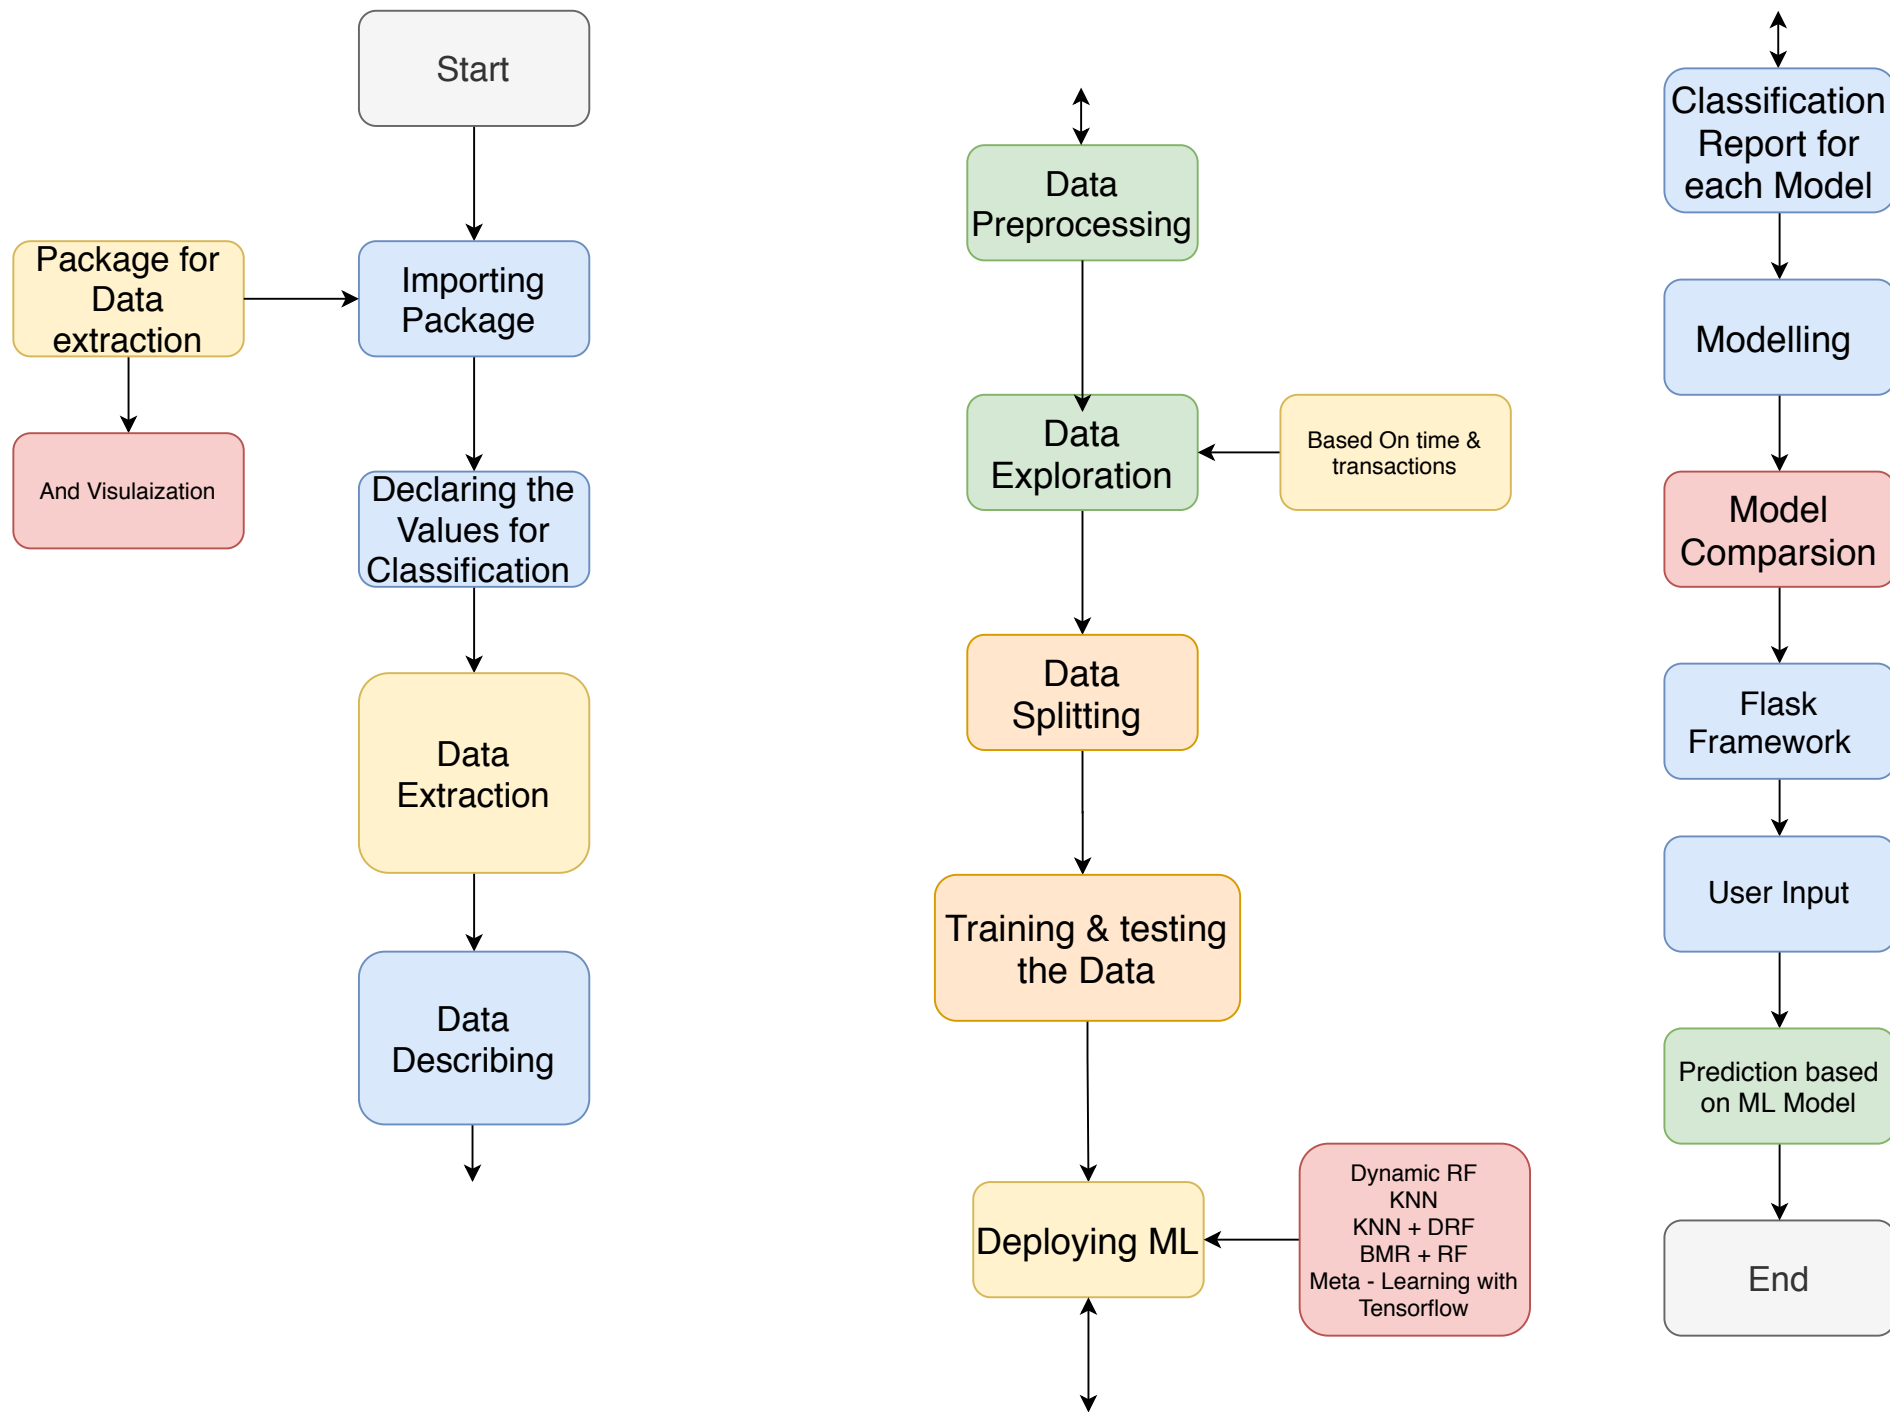 Start
Package for
Data
extraction
Importing
Package
And Visulaization
Declaring the
Values for
Classification
Data
Extraction
Data
Describing
Data
Preprocessing
Data
Exploration
Based On time &
transactions
Data
Splitting
Training & testing
the Data
Deploying ML
Dynamic RF
KNN
KNN + DRF
BMR + RF
Meta - Learning with
Tensorflow
Classification
Report for
each Model
Modelling
Model
Comparsion
Flask
Framework
User Input
Prediction based
on ML Model
End